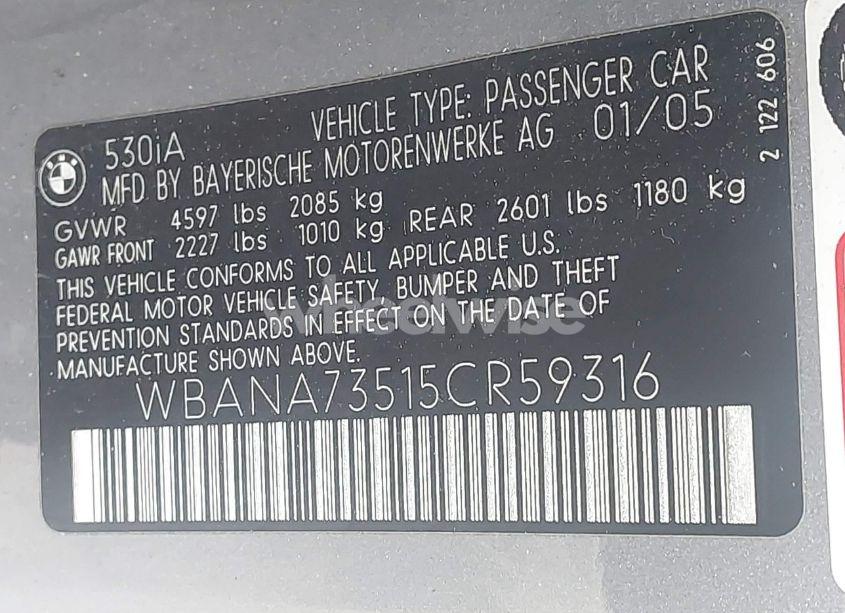 530iA VEHICLE TYPE: PASSENGER CAR
MFD BY BAYERISCHE MOTORENWERKE AG 01/05
GVWR 4597 lbs 2085 kg
GAWR FRONT 2227 lbs 1010 kg REAR 2601 lbs 1180 kg
THIS VEHICLE CONFORMS TO ALL APPLICABLE U.S.
FEDERAL MOTOR VEHICLE SAFETY, BUMPER AND THEFT
PREVENTION STANDARDS IN EFFECT ON THE DATE OF
MANUFACTURE SHOWN ABOVE.
WBANA73515CR59316
2 122 606
wheelwise